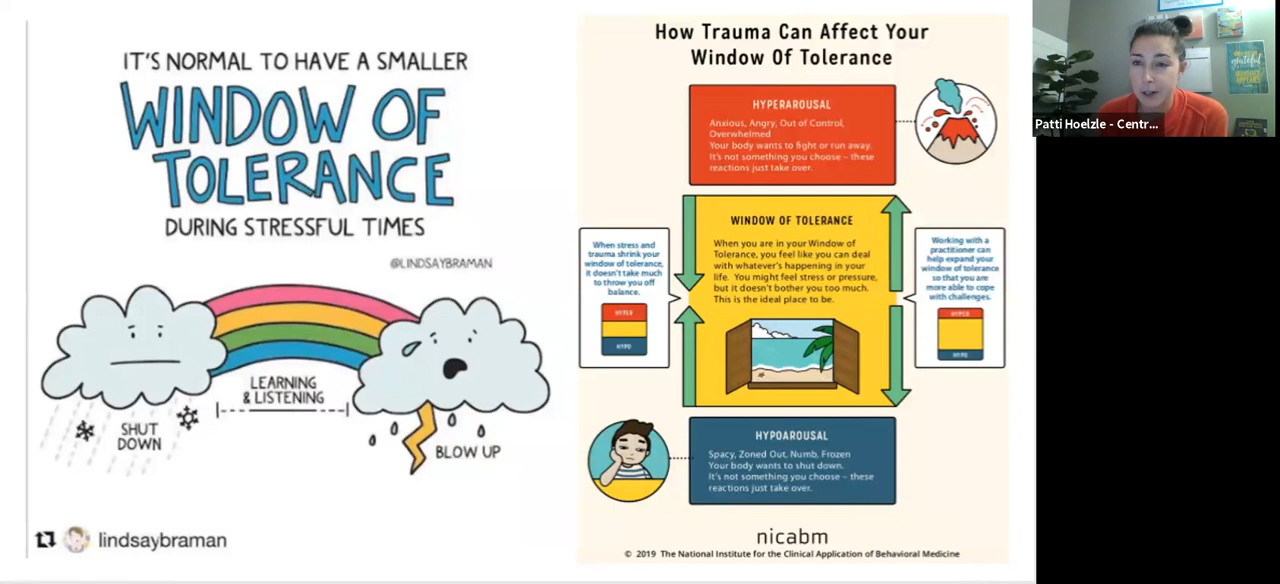 IT'S NORMAL TO HAVE A SMALLER
WINDOW OF
TOLERANCE
DURING STRESSFUL TIMES
@LINDSAYBRAMAN
LEARNING
& LISTENING
SHUT
DOWN
BLOW UP
lindsaybraman
How Trauma Can Affect Your
Window Of Tolerance
HYPERAROUSAL
Anxious, Angry, Out of Control,
Overwhelmed
Your body wants to fight or run away.
It's not something you choose – these
reactions just take over.
When stress and
trauma shrink your
window of tolerance,
it doesn't take much
to throw you off
balance.
HYPER
HYPO
WINDOW OF TOLERANCE
When you are in your Window of
Tolerance, you feel like you can deal
with whatever's happening in your
life. You might feel stress or pressure,
but it doesn't bother you too much.
This is the ideal place to be.
Working with a
practitioner can
help expand your
window of tolerance
so that you are
more able to cope
with challenges.
HYPER
HYPO
HYPOAROUSAL
Spacy, Zoned Out, Numb, Frozen
Your body wants to shut down.
It's not something you choose – these
reactions just take over.
nicabm
© 2019 The National Institute for the Clinical Application of Behavioral Medicine
grateful
Patti Hoelzle - Centr...